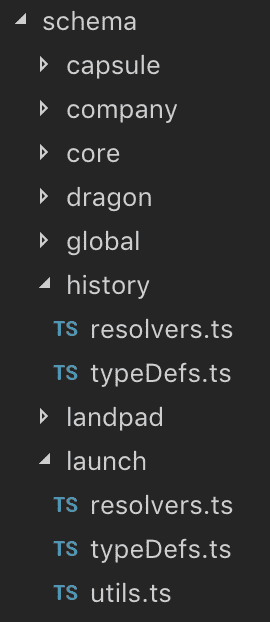 schema
capsule
company
core
dragon
global
history
TS resolvers.ts
TS typeDefs.ts
landpad
launch
TS resolvers.ts
TS typeDefs.ts
TS utils.ts